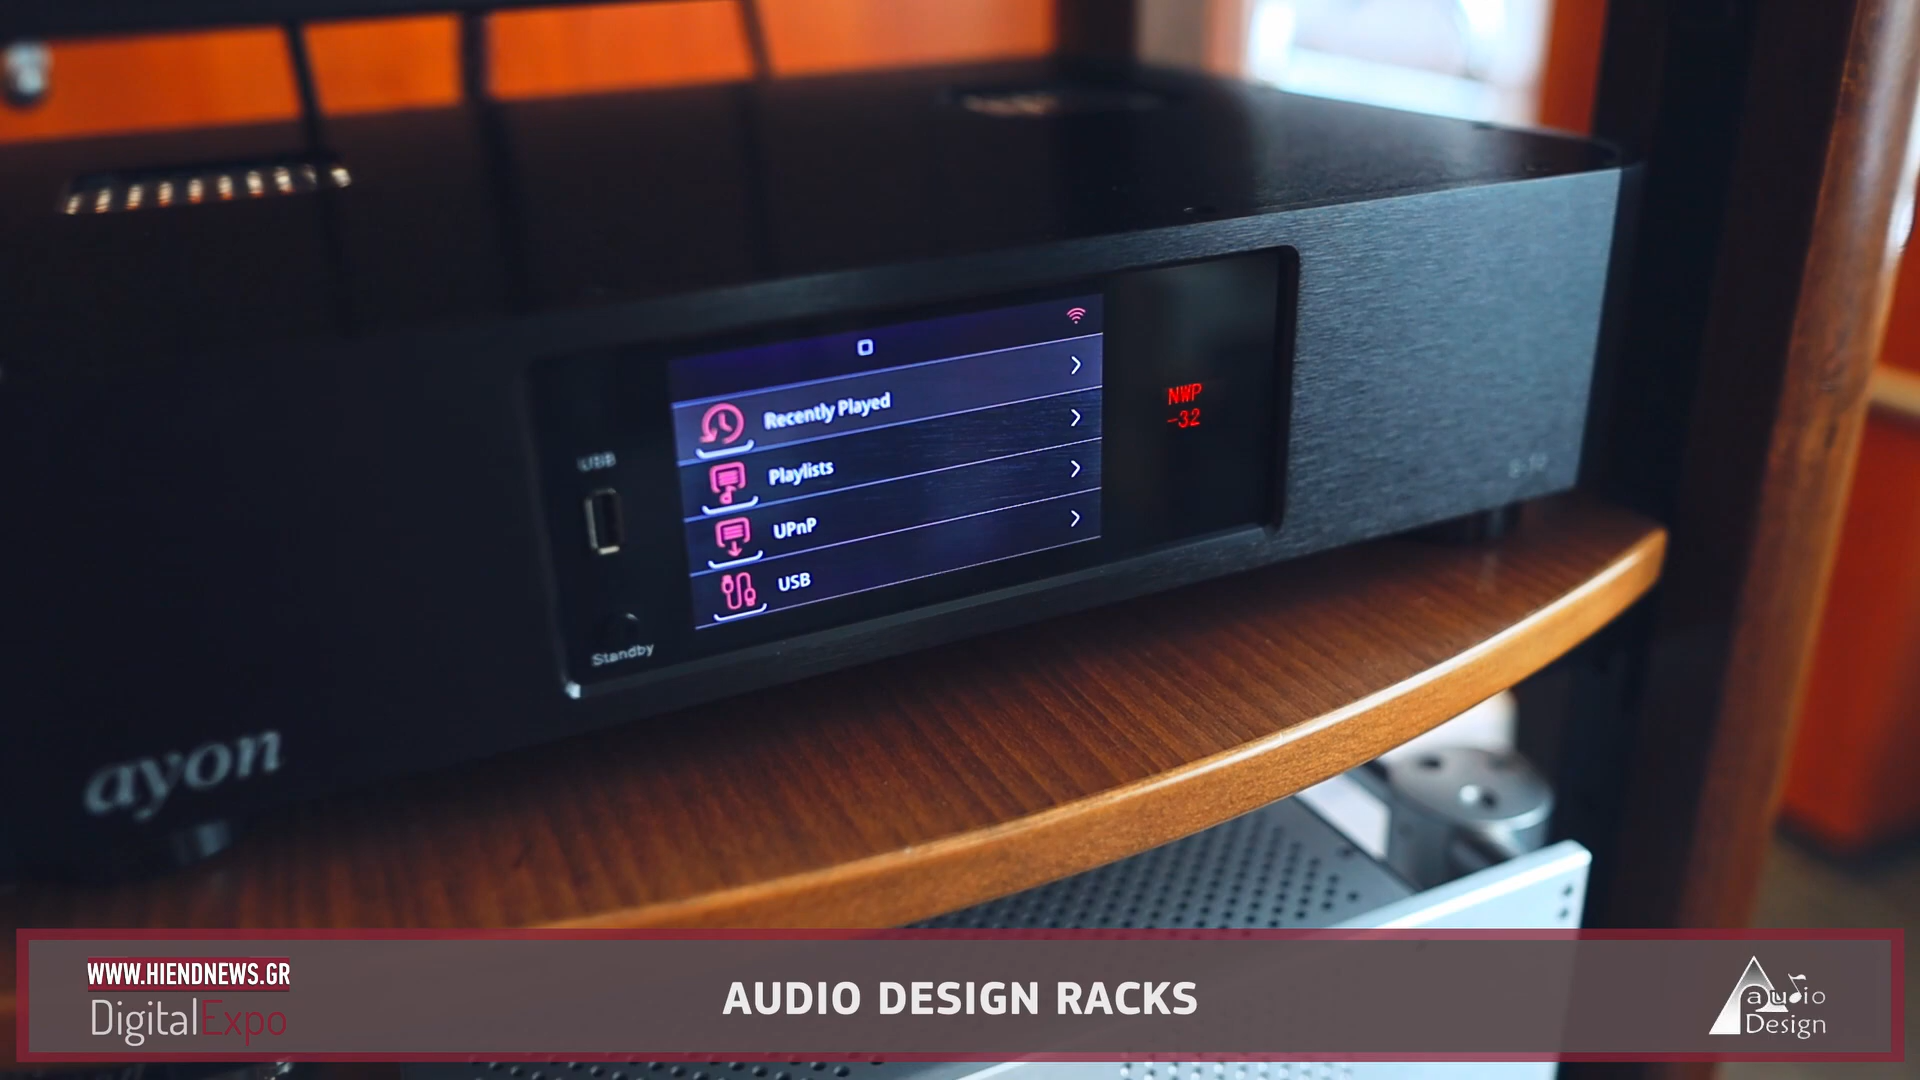 Recently Played
Playlists
UPnP
USB
USB
Standby
NWP
-32
ayon
WWW.HIENDNEWS.GR
DigitalExpo
AUDIO DESIGN RACKS
audio
Design